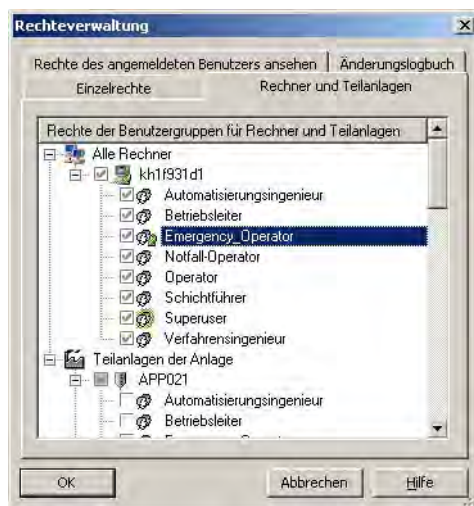 Rechteverwaltung
Rechte des angemeldeten Benutzers ansehen Änderungslogbuch
Einzelrechte Rechner und Teilanlagen
Rechte der Benutzergruppen für Rechner und Teilanlagen
Alle Rechner
kh1f931d1
Automatisierungsingenieur
Betriebsleiter
Emergency_Operator
Notfall-Operator
Operator
Schichtführer
Superuser
Verfahrensingenieur
Teilanlagen der Anlage
APP021
Automatisierungsingenieur
Betriebsleiter
OK Abbrechen Hilfe